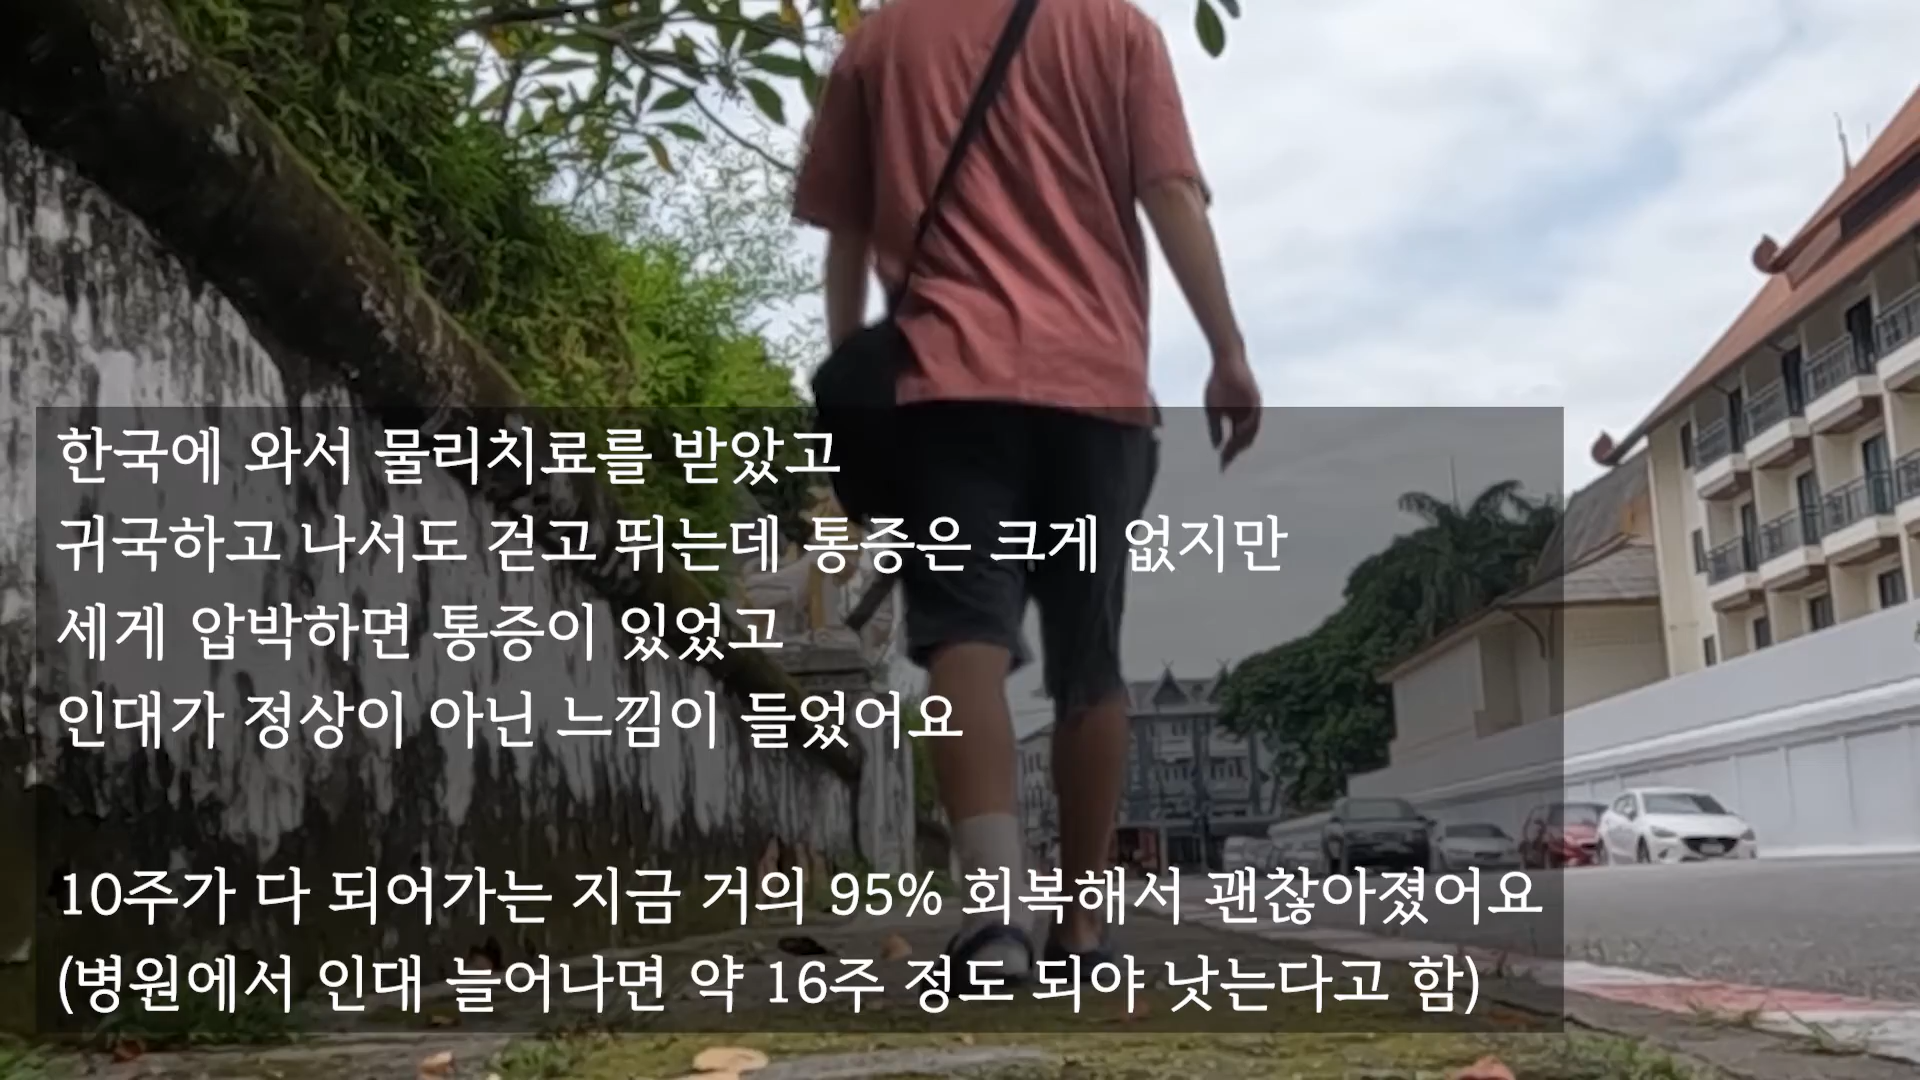 한국에 와서 물리치료를 받았고
귀국하고 나서도 걷고 뛰는데 통증은 크게 없지만
세게 압박하면 통증이 있었고
인대가 정상이 아닌 느낌이 들었어요
10주가 다 되어가는 지금 거의 95% 회복해서 괜찮아졌어요
(병원에서 인대 늘어나면 약 16주 정도 되야 낫는다고 함)